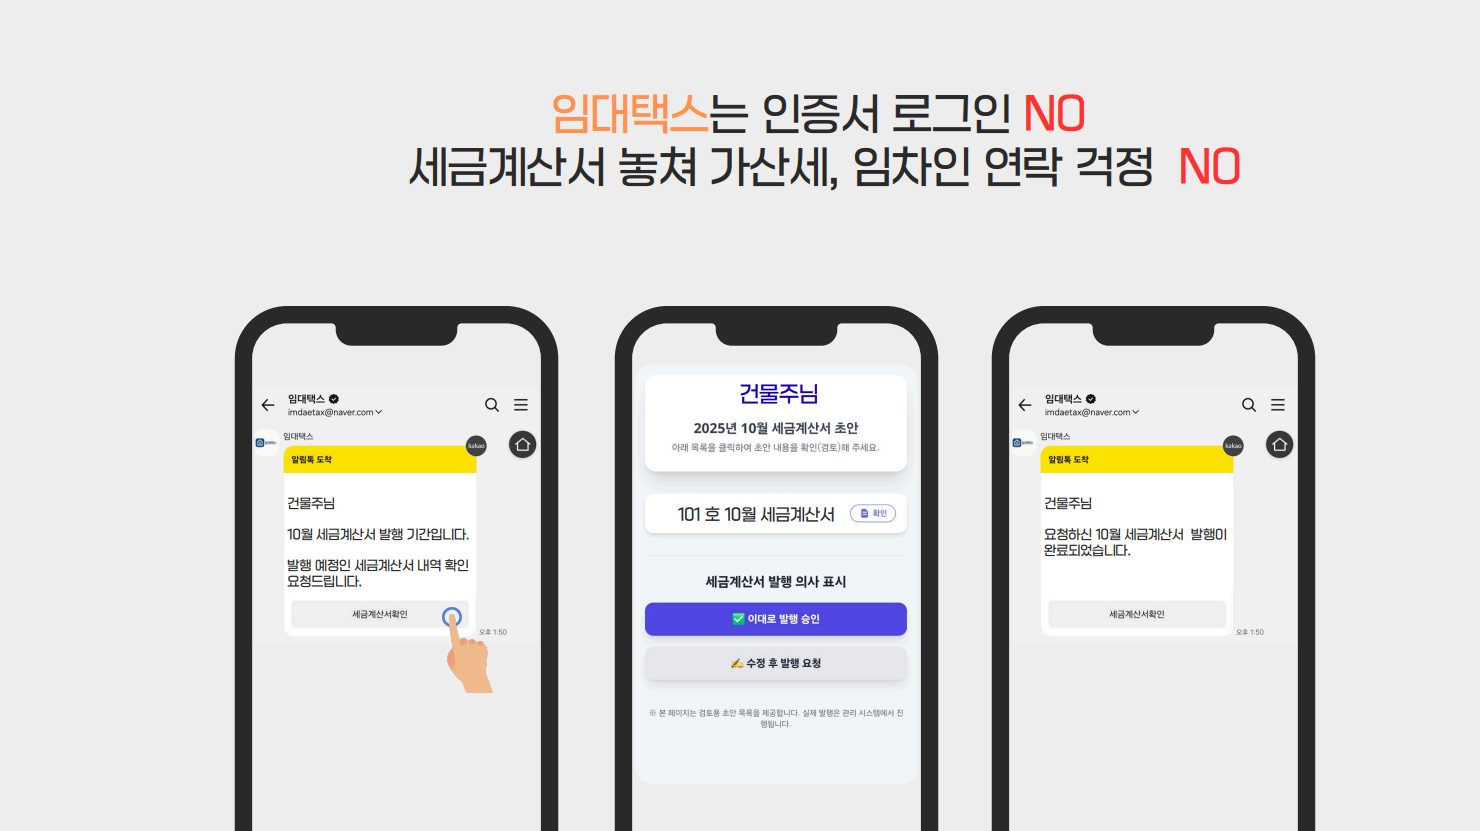 임대택스는 인증서 로그인 NO
세금계산서 놓쳐 가산세, 임차인 연락 걱정 NO
임대택스
imdaetax@naver.com
임대택스
kakao
알림톡 도착
건물주님
10월 세금계산서 발행 기간입니다.
발행 예정인 세금계산서 내역 확인
요청드립니다.
세금계산서확인
오후 1:50
건물주님
2025년 10월 세금계산서 초안
아래 목록을 클릭하여 초안 내용을 확인(검토)해 주세요.
101 호 10월 세금계산서
확인
세금계산서 발행 의사 표시
✅ 이대로 발행 승인
✍️ 수정 후 발행 요청
※ 본 페이지는 검토용 초안 목록을 제공합니다. 실제 발행은 관리 시스템에서 진
행됩니다.
임대택스
imdaetax@naver.com
임대택스
kakao
알림톡 도착
건물주님
요청하신 10월 세금계산서 발행이
완료되었습니다.
세금계산서확인
오후 1:50